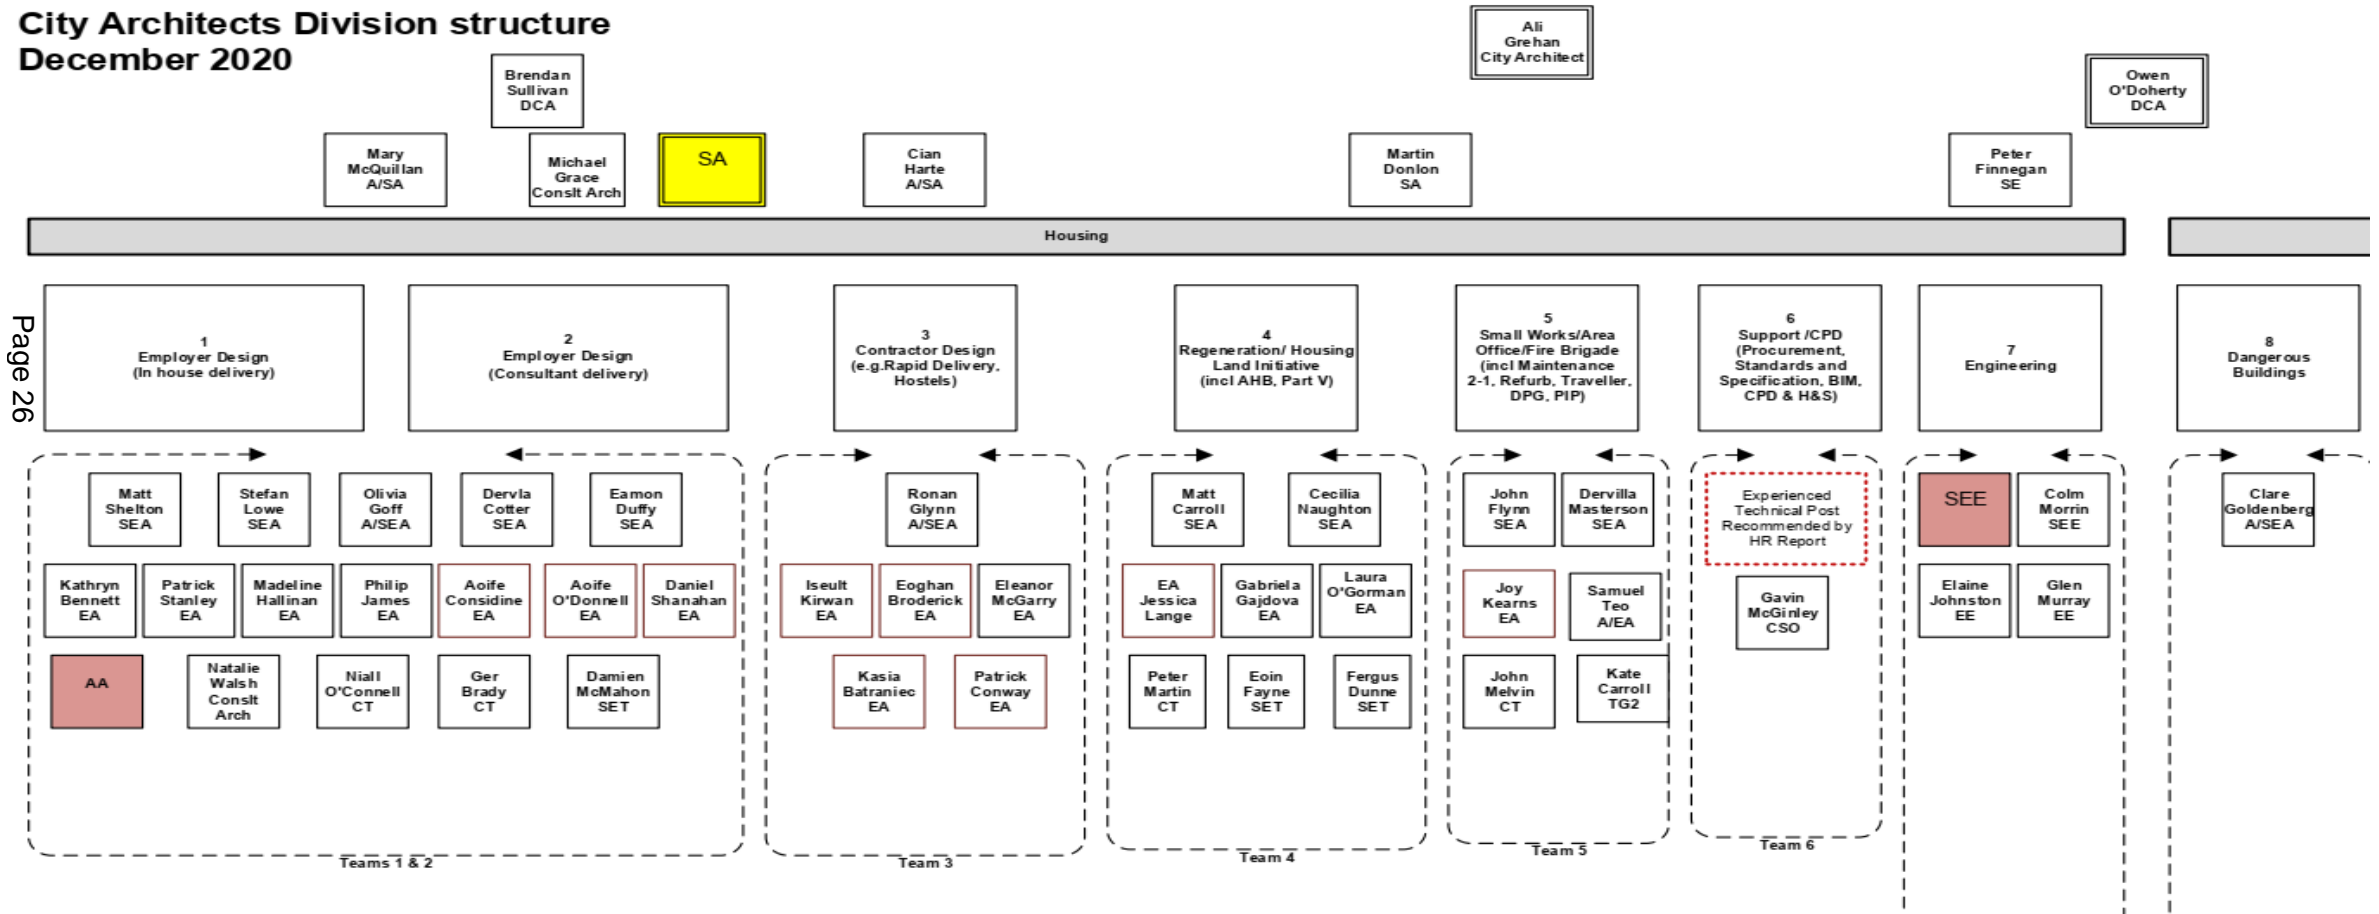 City Architects Division structure
December 2020
Ali
Grehan
City Architect
Brendan
Sullivan
DCA
Owen
O'Doherty
DCA
Mary
McQuillan
A/SA
Michael
Grace
Conslt Arch
SA
Cian
Harte
A/SA
Martin
Donlon
SA
Peter
Finnegan
SE
Housing
Page 26
1
Employer Design
(In house delivery)
2
Employer Design
(Consultant delivery)
3
Contractor Design
(e.g.Rapid Delivery,
Hostels)
4
Regeneration/ Housing
Land Initiative
(incl AHB, Part V)
5
Small Works/Area
Office/Fire Brigade
(incl Maintenance
2-1, Refurb, Traveller,
DPG, PIP)
6
Support /CPD
(Procurement,
Standards and
Specification, BIM,
CPD & H&S)
7
Engineering
8
Dangerous
Buildings
Matt
Shelton
SEA
Stefan
Lowe
SEA
Olivia
Goff
A/SEA
Dervla
Cotter
SEA
Eamon
Duffy
SEA
Kathryn
Bennett
EA
Patrick
Stanley
EA
Madeline
Hallinan
EA
Philip
James
EA
Aoife
Considine
EA
Aoife
O'Donnell
EA
Daniel
Shanahan
EA
AA
Natalie
Walsh
Conslt
Arch
Niall
O'Connell
CT
Ger
Brady
CT
Damien
McMahon
SET
Teams 1 & 2
Ronan
Glynn
A/SEA
Iseult
Kirwan
EA
Eoghan
Broderick
EA
Eleanor
McGarry
EA
Kasia
Batraniec
EA
Patrick
Conway
EA
Team 3
Matt
Carroll
SEA
Cecilia
Naughton
SEA
EA
Jessica
Lange
Gabriela
Gajdova
EA
Laura
O'Gorman
EA
Peter
Martin
CT
Eoin
Fayne
SET
Fergus
Dunne
SET
Team 4
John
Flynn
SEA
Dervilla
Masterson
SEA
Joy
Kearns
EA
Samuel
Teo
A/EA
John
Melvin
CT
Kate
Carroll
TG2
Team 5
Experienced
Technical Post
Recommended by
HR Report
Gavin
McGinley
CSO
Team 6
SEE
Colm
Morrin
SEE
Elaine
Johnston
EE
Glen
Murray
EE
Clare
Goldenberg
A/SEA